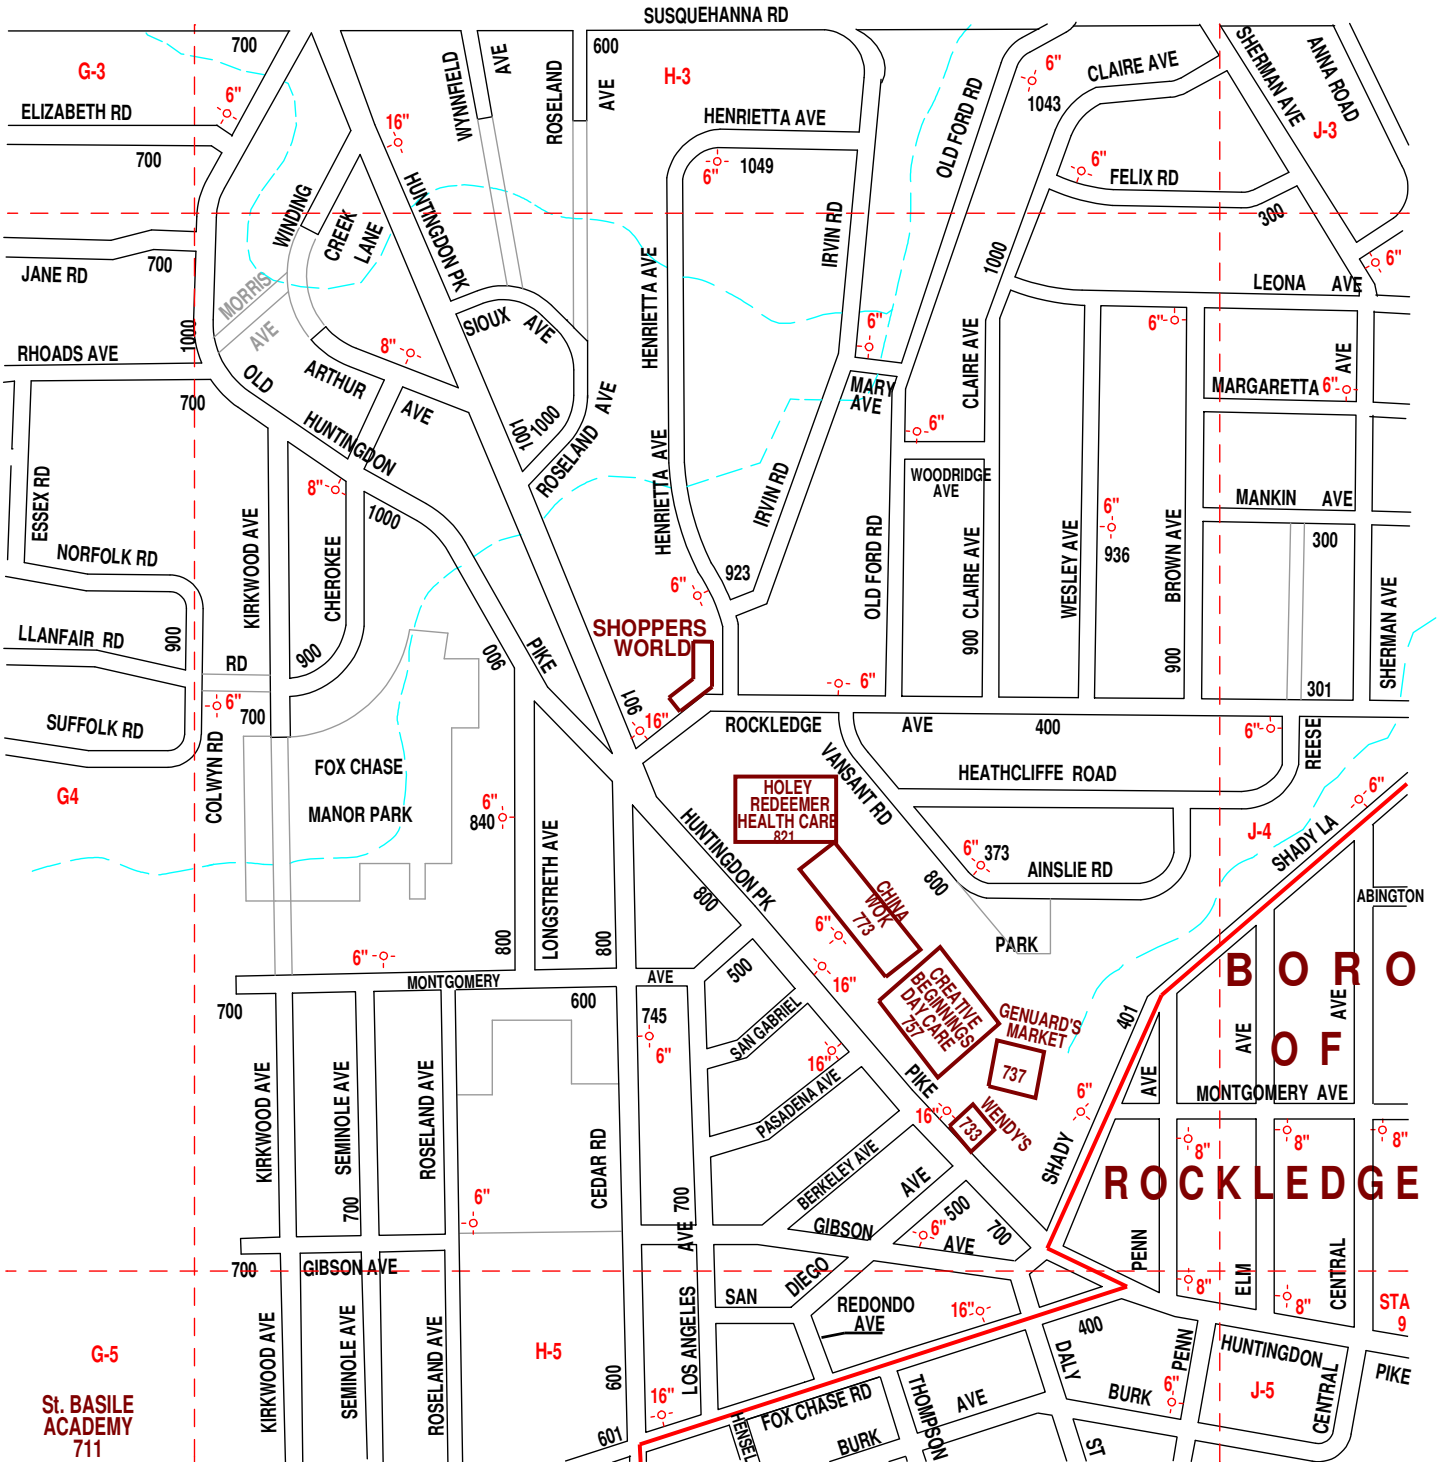 SUSQUEHANNA RD
700
600
G-3
H-3
J-3
ELIZABETH RD
6"
16"
WYNNFIELD
AVE
ROSELAND
AVE
HENRIETTA AVE
1049
6"
OLD FORD RD
6"
1043
CLAIRE AVE
SHERMAN AVE
ANNA ROAD
6"
FELIX RD
300
700
WINDING
CREEK
LANE
HUNTINGDON PK
IRVIN RD
HENRIETTA AVE
1000
6"
LEONA AVE
JANE RD
700
MORRIS
AVE
1000
RHOADS AVE
700
OLD
HUNTINGDON
ARTHUR
AVE
8"
SIOUX
AVE
1001
1000
ROSELAND
AVE
6"
MARY
AVE
CLAIRE AVE
6"
6"
MARGARETTA
6"
AVE
WOODRIDGE
AVE
MANKIN AVE
300
ESSEX RD
NORFOLK RD
KIRKWOOD AVE
CHEROKEE
8"
1000
HENRIETTA AVE
IRVIN RD
923
6"
OLD FORD RD
900 CLAIRE AVE
WESLEY AVE
6"
936
BROWN AVE
900
SHERMAN AVE
301
LLANFAIR RD
900
RD
900
900
PIKE
SHOPPERS
WORLD
901
16"
6"
SUFFOLK RD
6"
700
COLWYN RD
G4
FOX CHASE
MANOR PARK
ROCKLEDGE AVE
400
6"
REESE
VANSANT RD
HEATHCLIFFE ROAD
HOLEY
REDEEMER
HEALTH CARE
821
6"
840
LONGSTRETH AVE
800
800
HUNTINGDON PK
800
6"
373
AINSLIE RD
800
PARK
J-4
SHADY LA
6"
ABINGTON
CHINA
WOK
773
6"
16"
CREATIVE
BEGINNINGS
DAY CARE
757
GENUARD'S
MARKET
737
WENDY'S
733
16"
PIKE
6"
MONTGOMERY AVE
700
600
745
6"
500
SAN GABRIEL
16"
PASADENA AVE
BERKELEY AVE
AVE
401
6"
SHADY
AVE
BORO
OF
ROCKLEDGE
AVE
AVE
MONTGOMERY AVE
8"
8"
8"
KIRKWOOD AVE
SEMINOLE AVE
700
ROSELAND AVE
6"
CEDAR RD
AVE 700
GIBSON
AVE
6"
500
700
700
GIBSON AVE
SAN
DIEGO
REDONDO
AVE
16"
PENN
8"
ELM
8"
CENTRAL
STA
9
G-5
H-5
J-5
St. BASILE
ACADEMY
711
KIRKWOOD AVE
SEMINOLE AVE
ROSELAND AVE
600
601
LOS ANGELES
16"
HENSEL
FOX CHASE RD
BURK
THOMPSON
AVE
400
DALY
ST
BURK
PENN
6"
HUNTINGDON
PIKE
CENTRAL